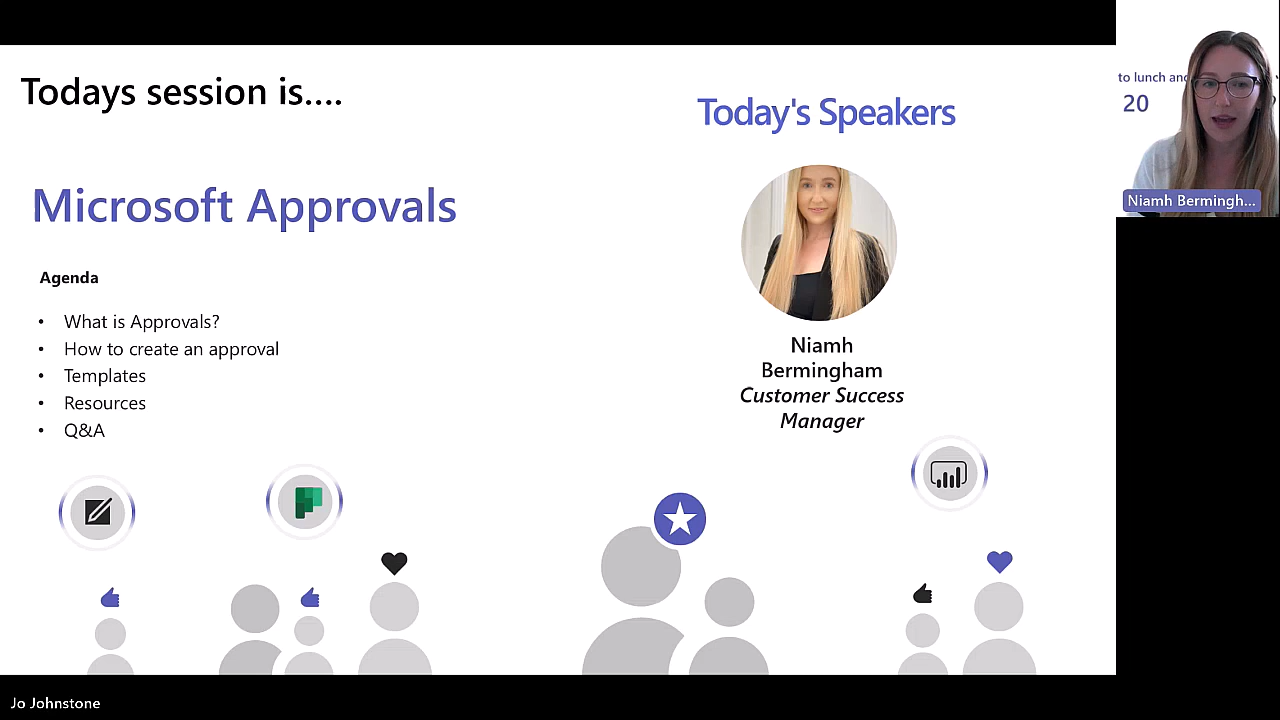 Todays session is....
Microsoft Approvals
Agenda
• What is Approvals?
• How to create an approval
• Templates
• Resources
• Q&A
Today's Speakers
Niamh
Bermingham
Customer Success
Manager
to lunch and
20
Niamh Bermingh...
Jo Johnstone